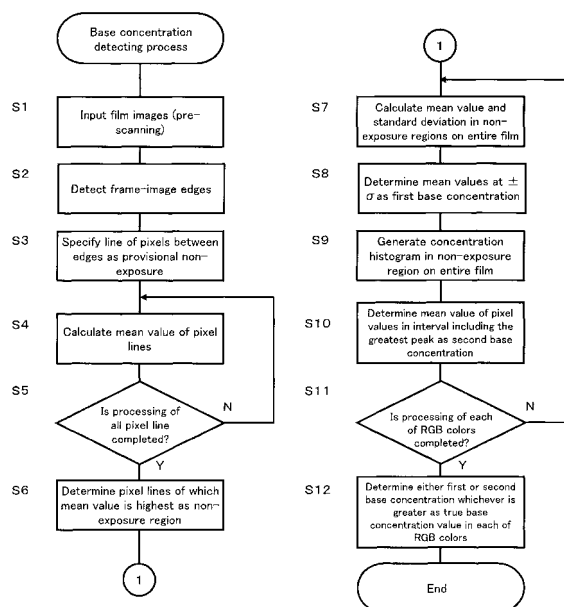 Base concentration
detecting process
S1
Input film images (pre-
scanning)
S2
Detect frame-image edges
S3
Specify line of pixels between
edges as provisional non-
exposure
S4
Calculate mean value of pixel
lines
S5
Is processing of
all pixel line
completed?
N
Y
S6
Determine pixel lines of which
mean value is highest as non-
exposure region
1
1
S7
Calculate mean value and
standard deviation in non-
exposure regions on entire film
S8
Determine mean values at ±
σ as first base concentration
S9
Generate concentration
histogram in non-exposure
region on entire film
S10
Determine mean value of pixel
values in interval including the
greatest peak as second base
concentration
S11
Is processing of each
of RGB colors
completed?
N
Y
S12
Determine either first or second
base concentration whichever is
greater as true base
concentration value in each of
RGB colors
End